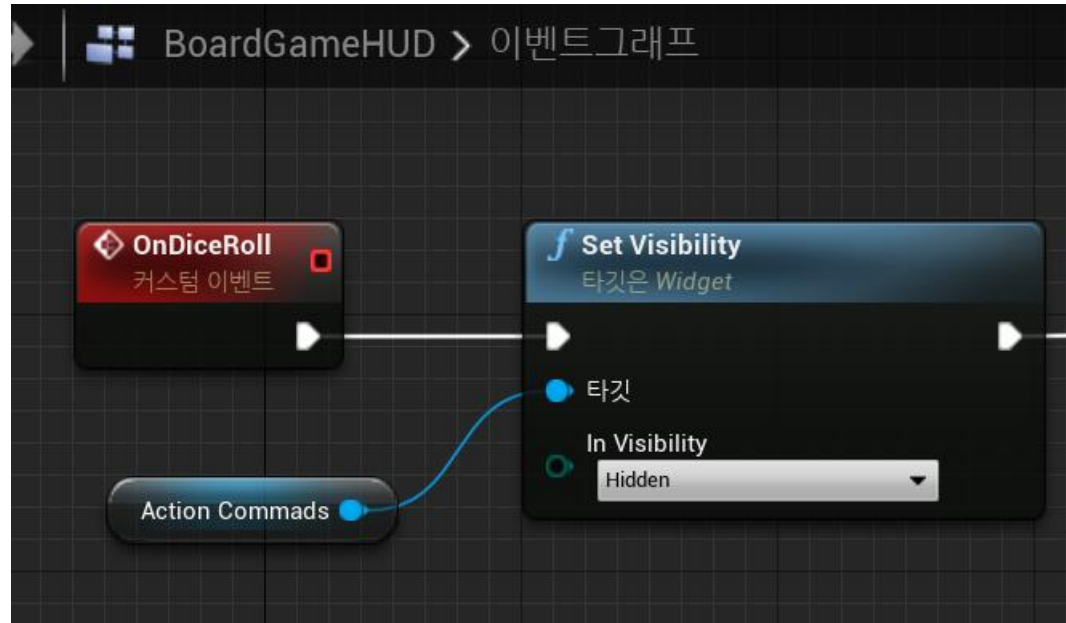 BoardGameHUD > 이벤트그래프
OnDiceRoll
커스텀 이벤트
Set Visibility
타깃은 Widget
타깃
In Visibility
Hidden
Action Commads